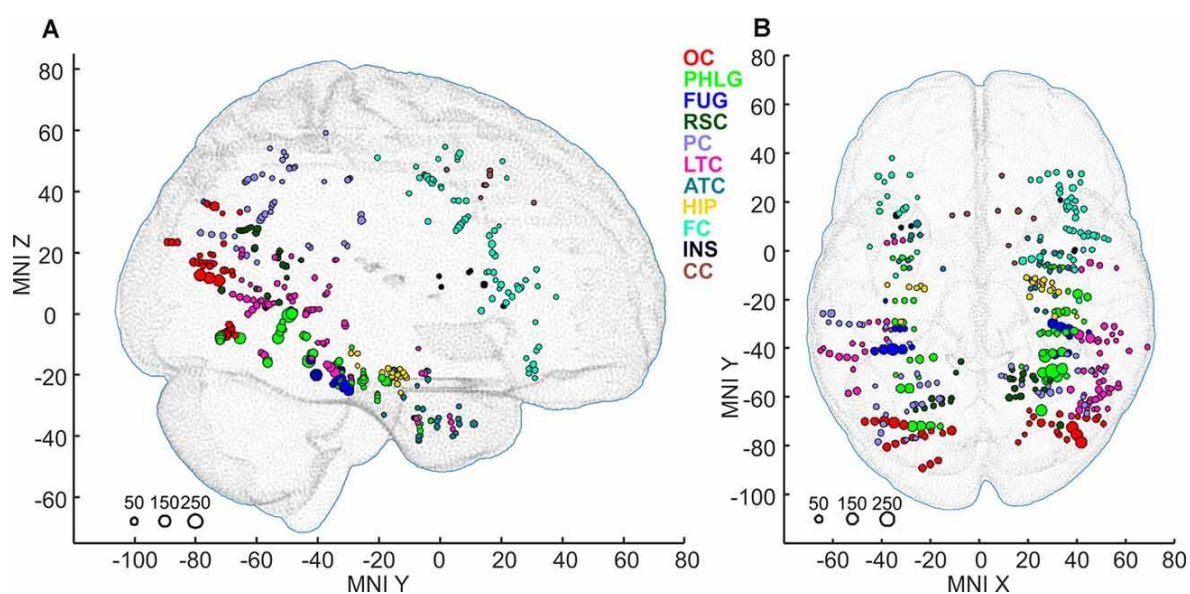 A
B
MNI Z
80
60
40
20
0
-20
-40
-60
50 150 250
-100 -80 -60 -40 -20 0 20 40 60 80
MNI Y
OC
PHLG
FUG
RSC
PC
LTC
ATC
HIP
FC
INS
CC
MNI Y
80
60
40
20
0
-20
-40
-60
-80
-100
50 150 250
-80 -60 -40 -20 0 20 40 60 80
MNI X